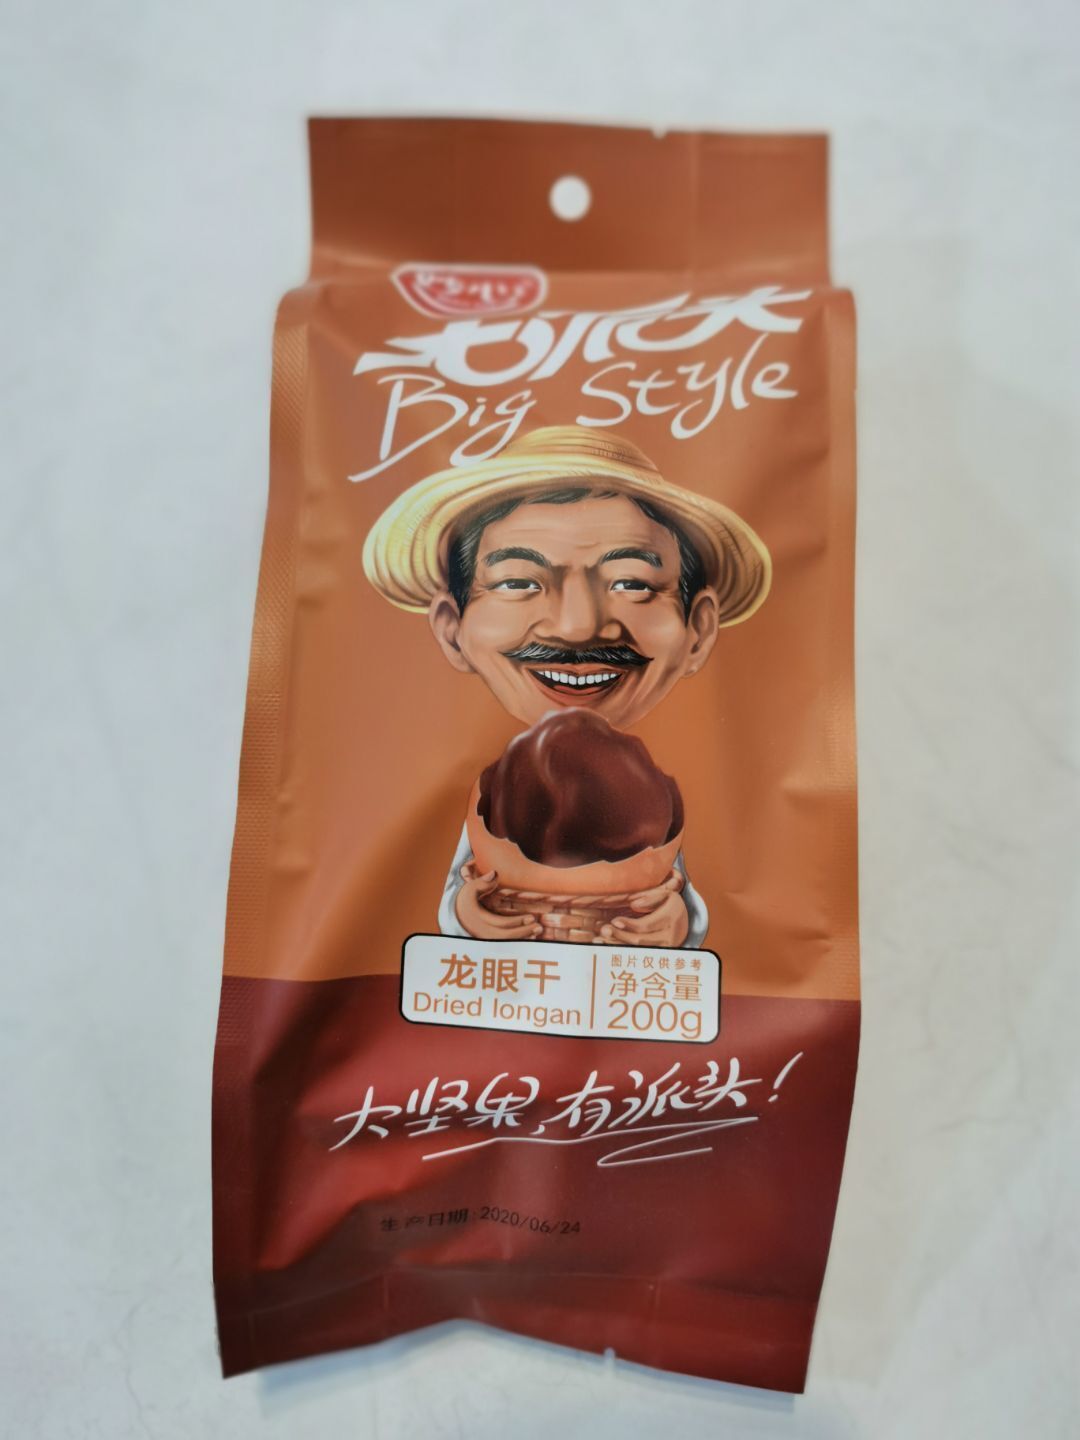 老派头
Big Style
龙眼干
Dried longan
图片仅供参考
净含量
200g
大坚果,有派头!
生产日期:2020/06/24